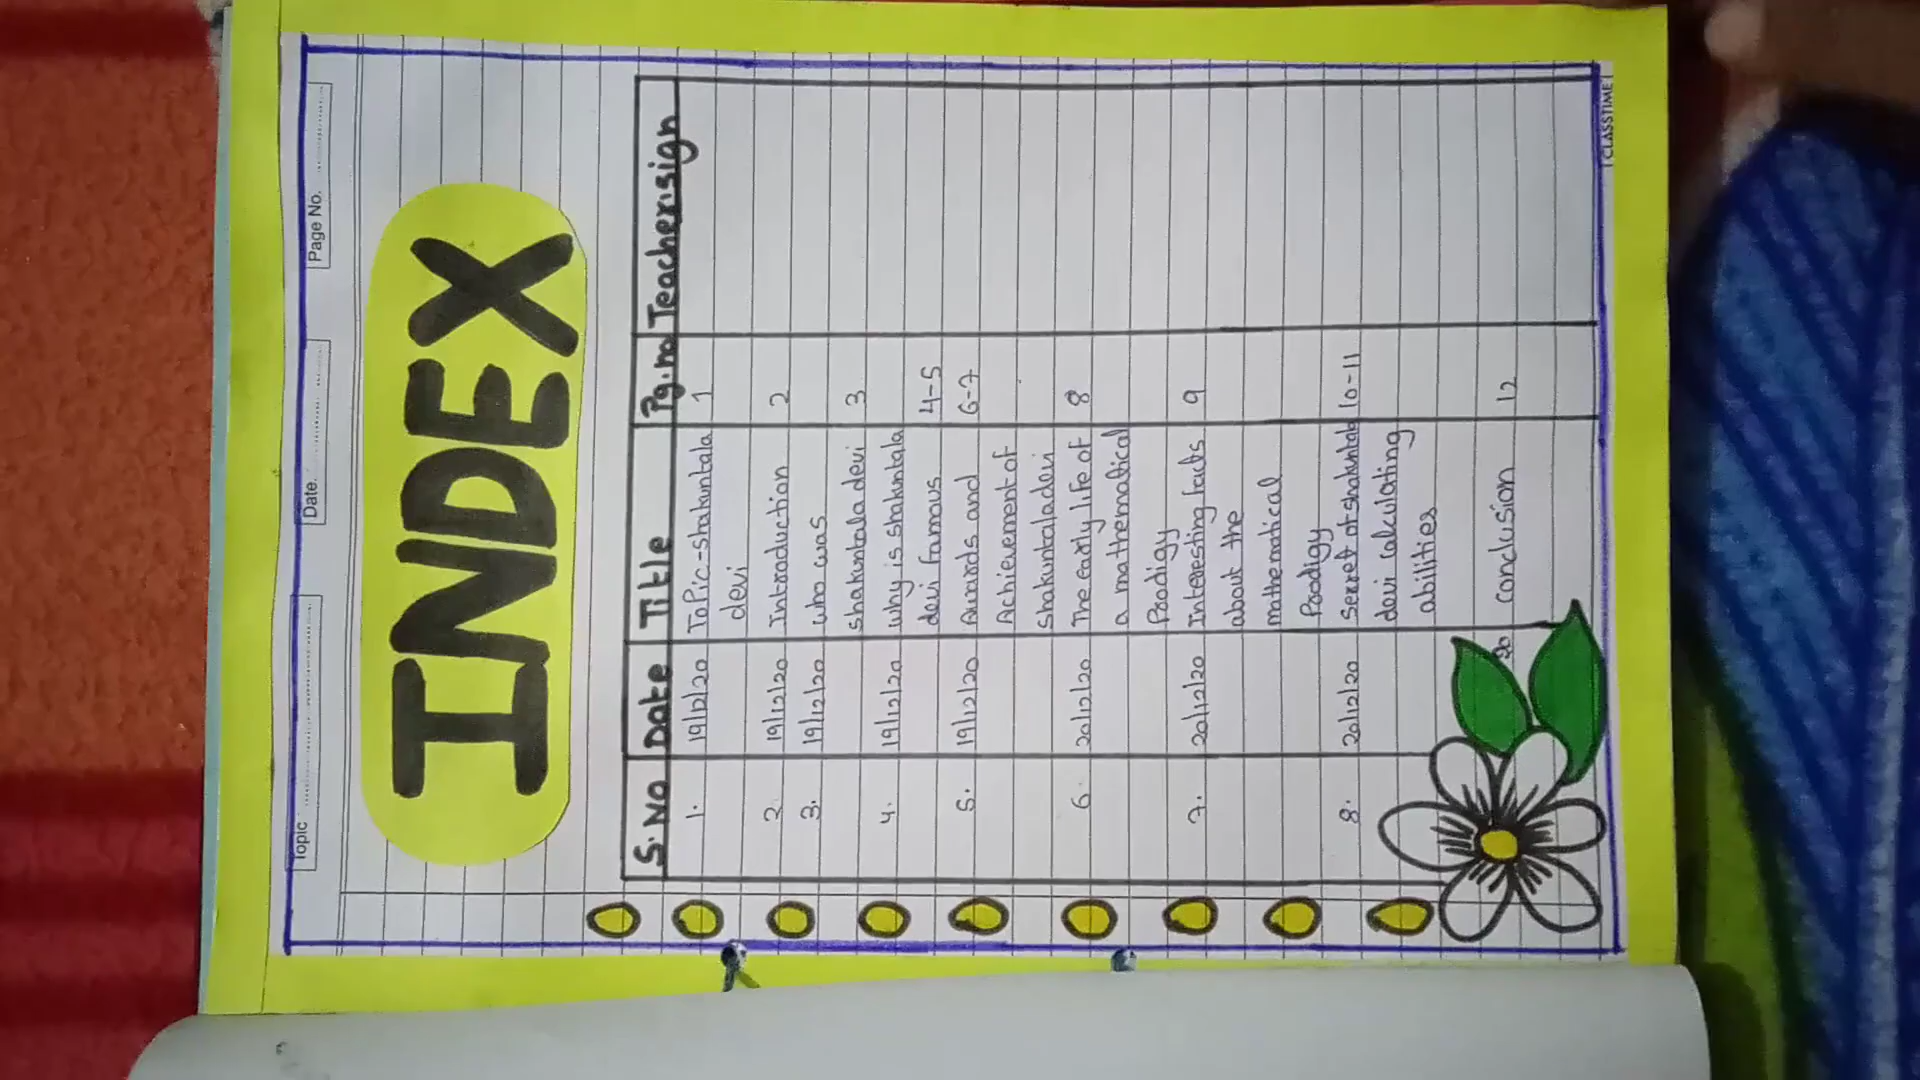 Topic Date. Page No.
INDEX
S.No Date Title Pg.no Teachersign
1. 19/12/20 ToPic-shakuntala 1
devi
2. 19/12/20 Introduction 2
3. 19/12/20 who was
shakuntala devi 3
4. 19/12/20 why is shakuntala
devi famous 4-5
5. 19/12/20 Awards and 6-7
Achievement of
shakuntala devi
6. 20/12/20 The early life of 8
a mathematical
Prodigy
7. 20/12/20 Interesting facts 9
about the
mathematical
Prodigy
8. 20/12/20 secret of shakuntala 10-11
devi calculating
abilities
20 conclusion 12
CLASSTIME